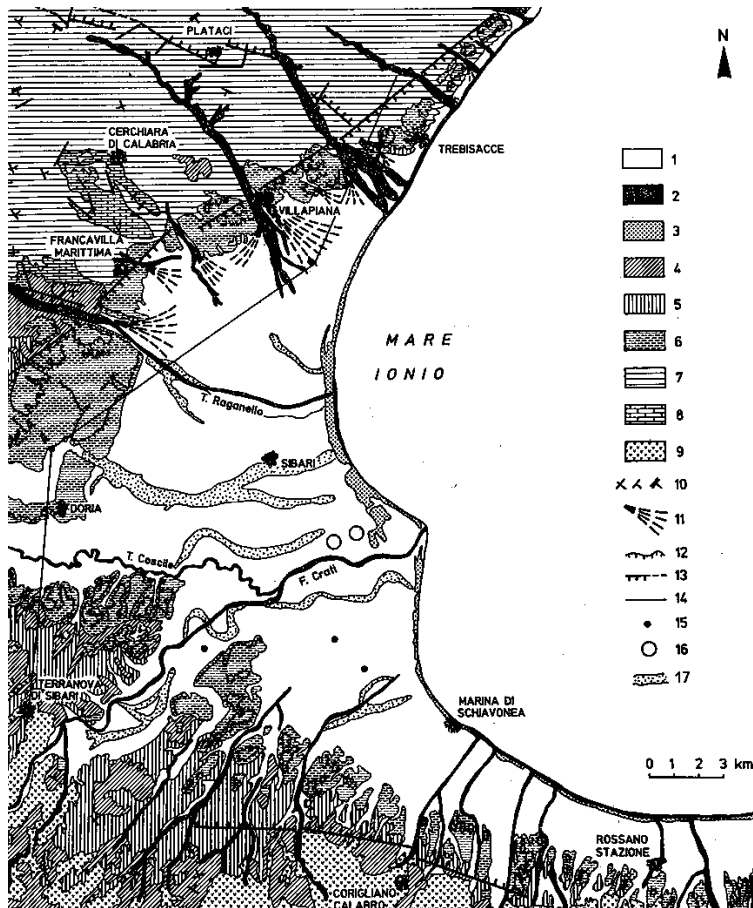 PLATACI
N
CERCHIARA
DI CALABRIA
TREBISACCE
VILLAPIANA
FRANCAVILLA
MARITTIMA
MARE
IONIO
T. Raganello
SIBARI
DORIA
T. Coscile
F. Crati
TERRANOVA
DI SIBARI
MARINA DI
SCHIAVONEA
ROSSANO
STAZIONE
CORIGLIANO
CALABRO
1
2
3
4
5
6
7
8
9
10
11
12
13
14
15
16
17
0 1 2 3 km